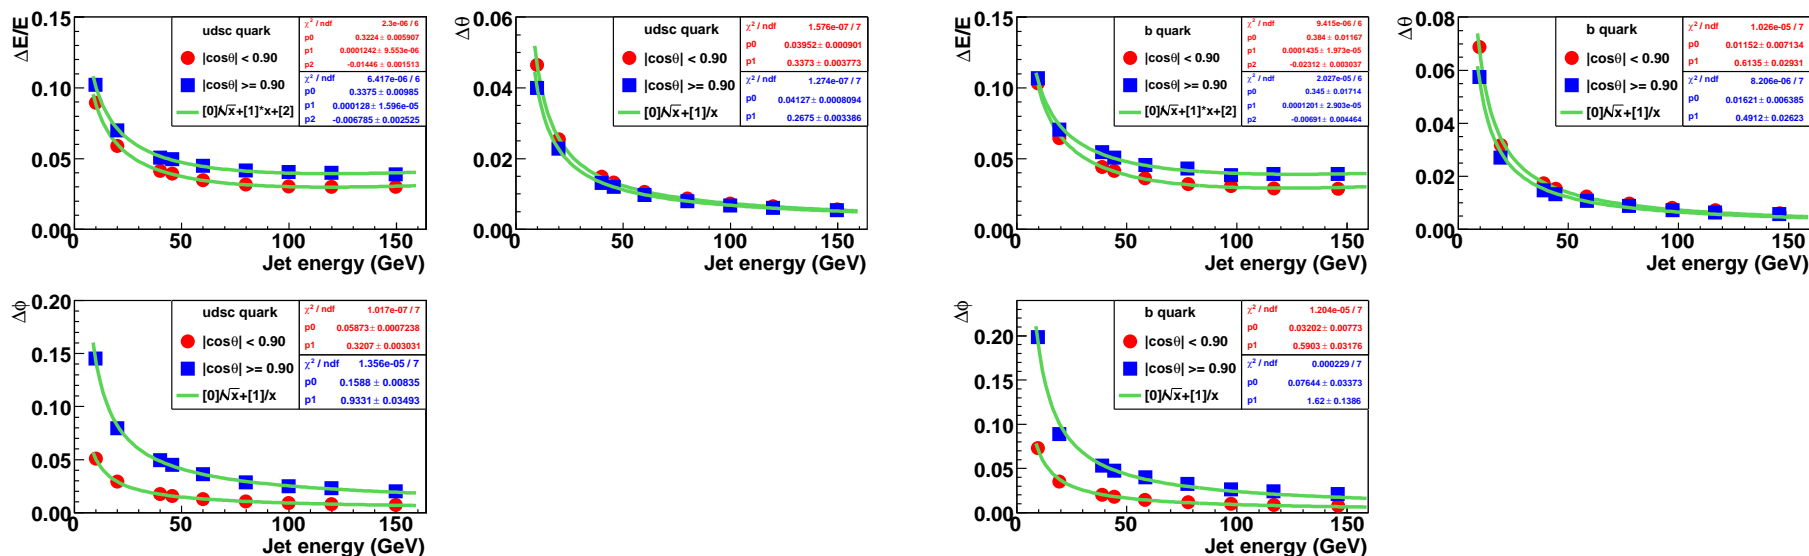 ΔE/E
0.15
0.10
0.05
0.00
0
50
100
150
Jet energy (GeV)
udsc quark
|cosθ| < 0.90
|cosθ| >= 0.90
[0]/√x+[1]*x+[2]
χ² / ndf 2.3e-06 / 6
p0 0.3224 ± 0.005907
p1 0.0001242 ± 9.553e-06
p2 -0.01446 ± 0.001513
χ² / ndf 6.417e-06 / 6
p0 0.3375 ± 0.00985
p1 0.000128 ± 1.596e-05
p2 -0.006785 ± 0.002525
Δθ
0.06
0.04
0.02
0.00
0
50
100
150
Jet energy (GeV)
udsc quark
|cosθ| < 0.90
|cosθ| >= 0.90
[0]/√x+[1]/x
χ² / ndf 1.576e-07 / 7
p0 0.03952 ± 0.000901
p1 0.3373 ± 0.003773
χ² / ndf 1.274e-07 / 7
p0 0.04127 ± 0.0008094
p1 0.2675 ± 0.003386
ΔE/E
0.15
0.10
0.05
0.00
0
50
100
150
Jet energy (GeV)
b quark
|cosθ| < 0.90
|cosθ| >= 0.90
[0]/√x+[1]*x+[2]
χ² / ndf 9.415e-06 / 6
p0 0.384 ± 0.01167
p1 0.0001435 ± 1.973e-05
p2 -0.02312 ± 0.003037
χ² / ndf 2.027e-05 / 6
p0 0.345 ± 0.01714
p1 0.0001201 ± 2.903e-05
p2 -0.00691 ± 0.004464
Δθ
0.08
0.06
0.04
0.02
0.00
0
50
100
150
Jet energy (GeV)
b quark
|cosθ| < 0.90
|cosθ| >= 0.90
[0]/√x+[1]/x
χ² / ndf 1.026e-05 / 7
p0 0.01152 ± 0.007134
p1 0.6135 ± 0.02931
χ² / ndf 8.206e-06 / 7
p0 0.01621 ± 0.006385
p1 0.4912 ± 0.02623
Δϕ
0.20
0.15
0.10
0.05
0.00
0
50
100
150
Jet energy (GeV)
udsc quark
|cosθ| < 0.90
|cosθ| >= 0.90
[0]/√x+[1]/x
χ² / ndf 1.017e-07 / 7
p0 0.05873 ± 0.0007238
p1 0.3207 ± 0.003031
χ² / ndf 1.356e-05 / 7
p0 0.1588 ± 0.00835
p1 0.9331 ± 0.03493
Δϕ
0.20
0.15
0.10
0.05
0.00
0
50
100
150
Jet energy (GeV)
b quark
|cosθ| < 0.90
|cosθ| >= 0.90
[0]/√x+[1]/x
χ² / ndf 1.204e-05 / 7
p0 0.03202 ± 0.00773
p1 0.5903 ± 0.03176
χ² / ndf 0.000229 / 7
p0 0.07644 ± 0.03373
p1 1.62 ± 0.1386